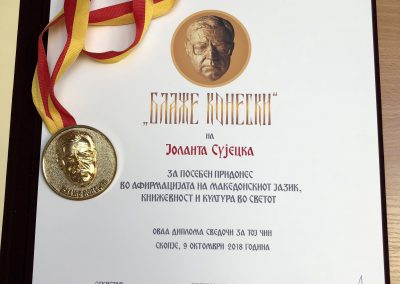 „БЛАЖЕ КОНЕСКИ“
на
Јоланта Сујецка
ЗА ПОСЕБЕН ПРИДОНЕС
ВО АФИРМАЦИЈАТА НА МАКЕДОНСКИОТ ЈАЗИК,
КНИЖЕВНОСТ И КУЛТУРА ВО СВЕТОТ
ОВАА ДИПЛОМА СВЕДОЧИ ЗА ТОЈ ЧИН
СКОПЈЕ, 9 ОКТОМВРИ 2018 ГОДИНА